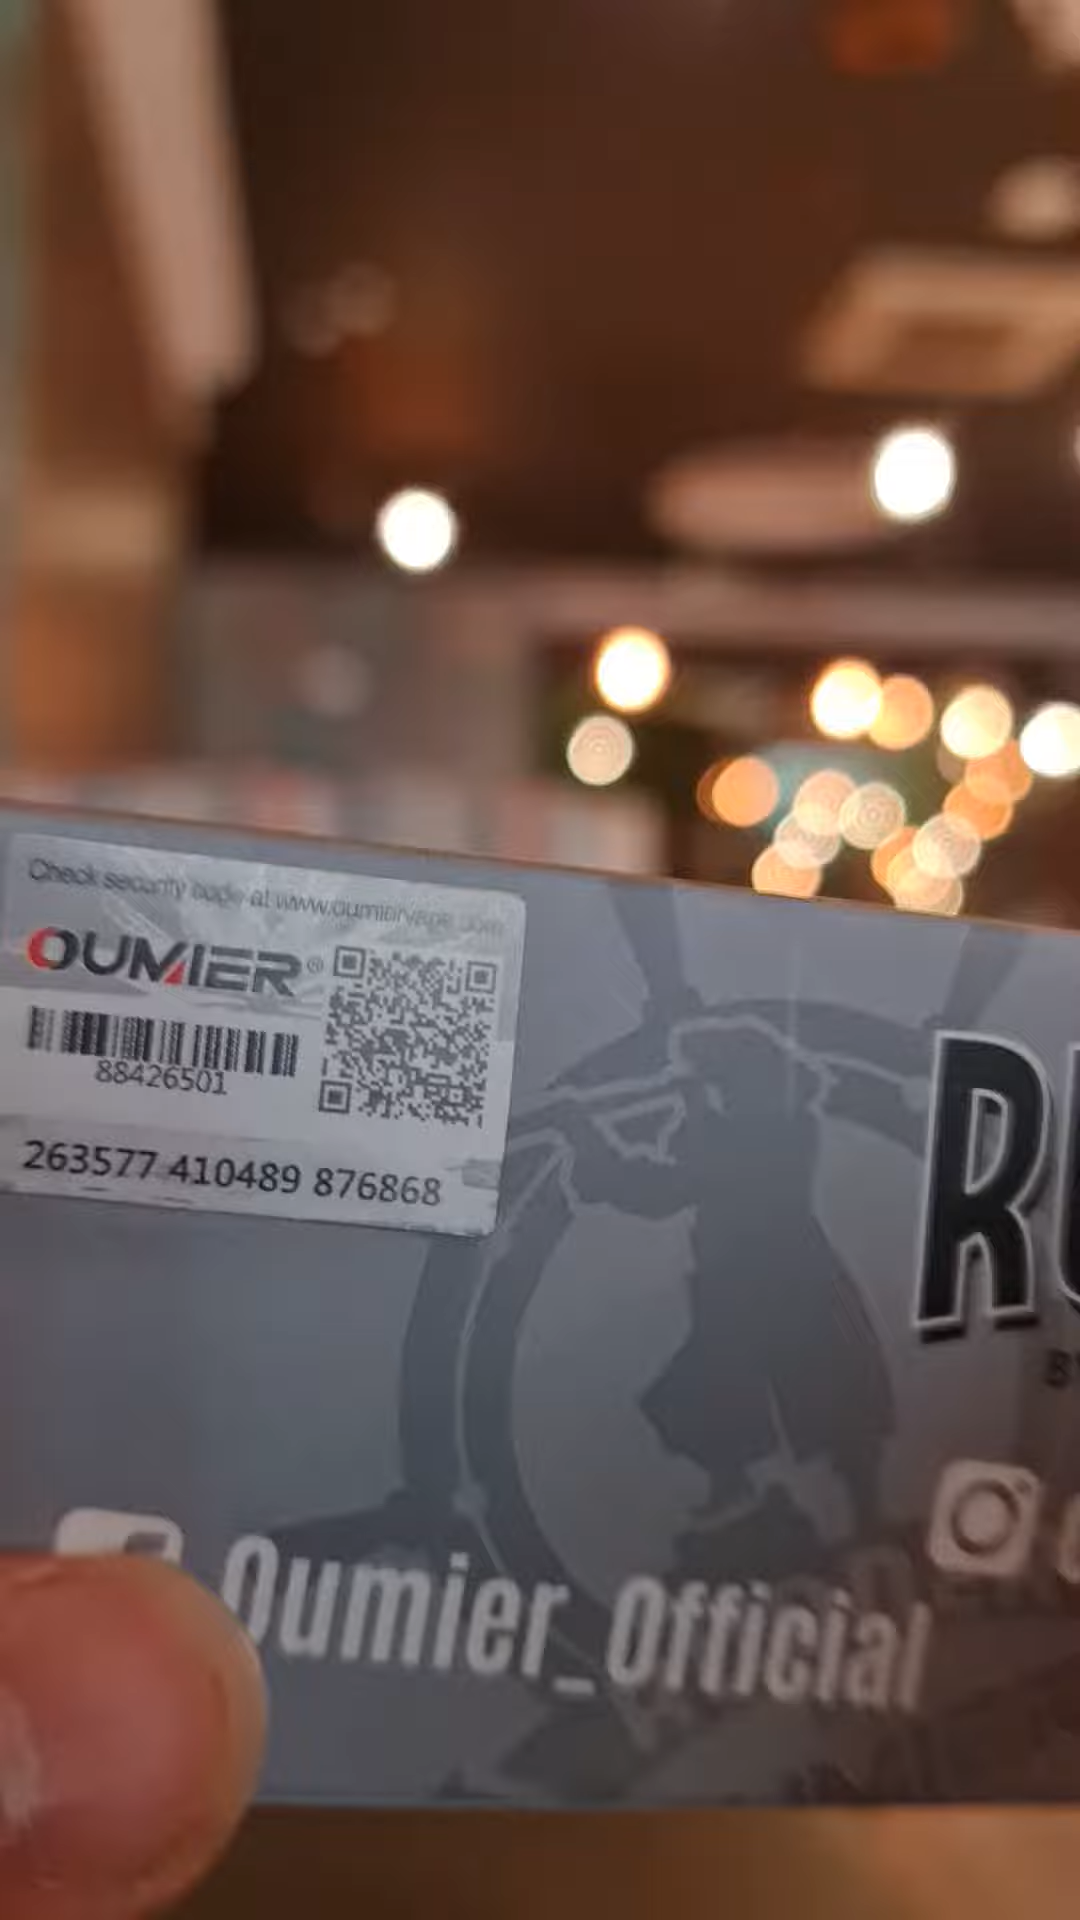 Check security code at www.oumiervape.com
OUMIER®
88426501
263577 410489 876868
Oumier_Official